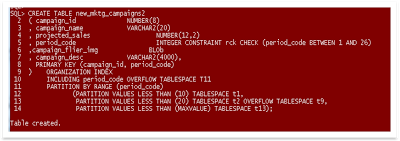 SQL> CREATE TABLE new_mktg_campaigns2
2 ( campaign_id NUMBER(8)
3 , campaign_name VARCHAR2(20)
4 , projected_sales NUMBER(12,2)
5 , period_code INTEGER CONSTRAINT rck CHECK (period_code BETWEEN 1 AND 26)
6 ,campaign_flier_img BLOb
7 , campaign_desc VARCHAR2(4000),
8 PRIMARY KEY (campaign_id, period_code)
9 ) ORGANIZATION INDEX
10 INCLUDING period_code OVERFLOW TABLESPACE T11
11 PARTITION BY RANGE (period_code)
12 (PARTITION VALUES LESS THAN (10) TABLESPACE t1,
13 PARTITION VALUES LESS THAN (20) TABLESPACE t2 OVERFLOW TABLESPACE t9,
14 PARTITION VALUES LESS THAN (MAXVALUE) TABLESPACE t13);
Table created.